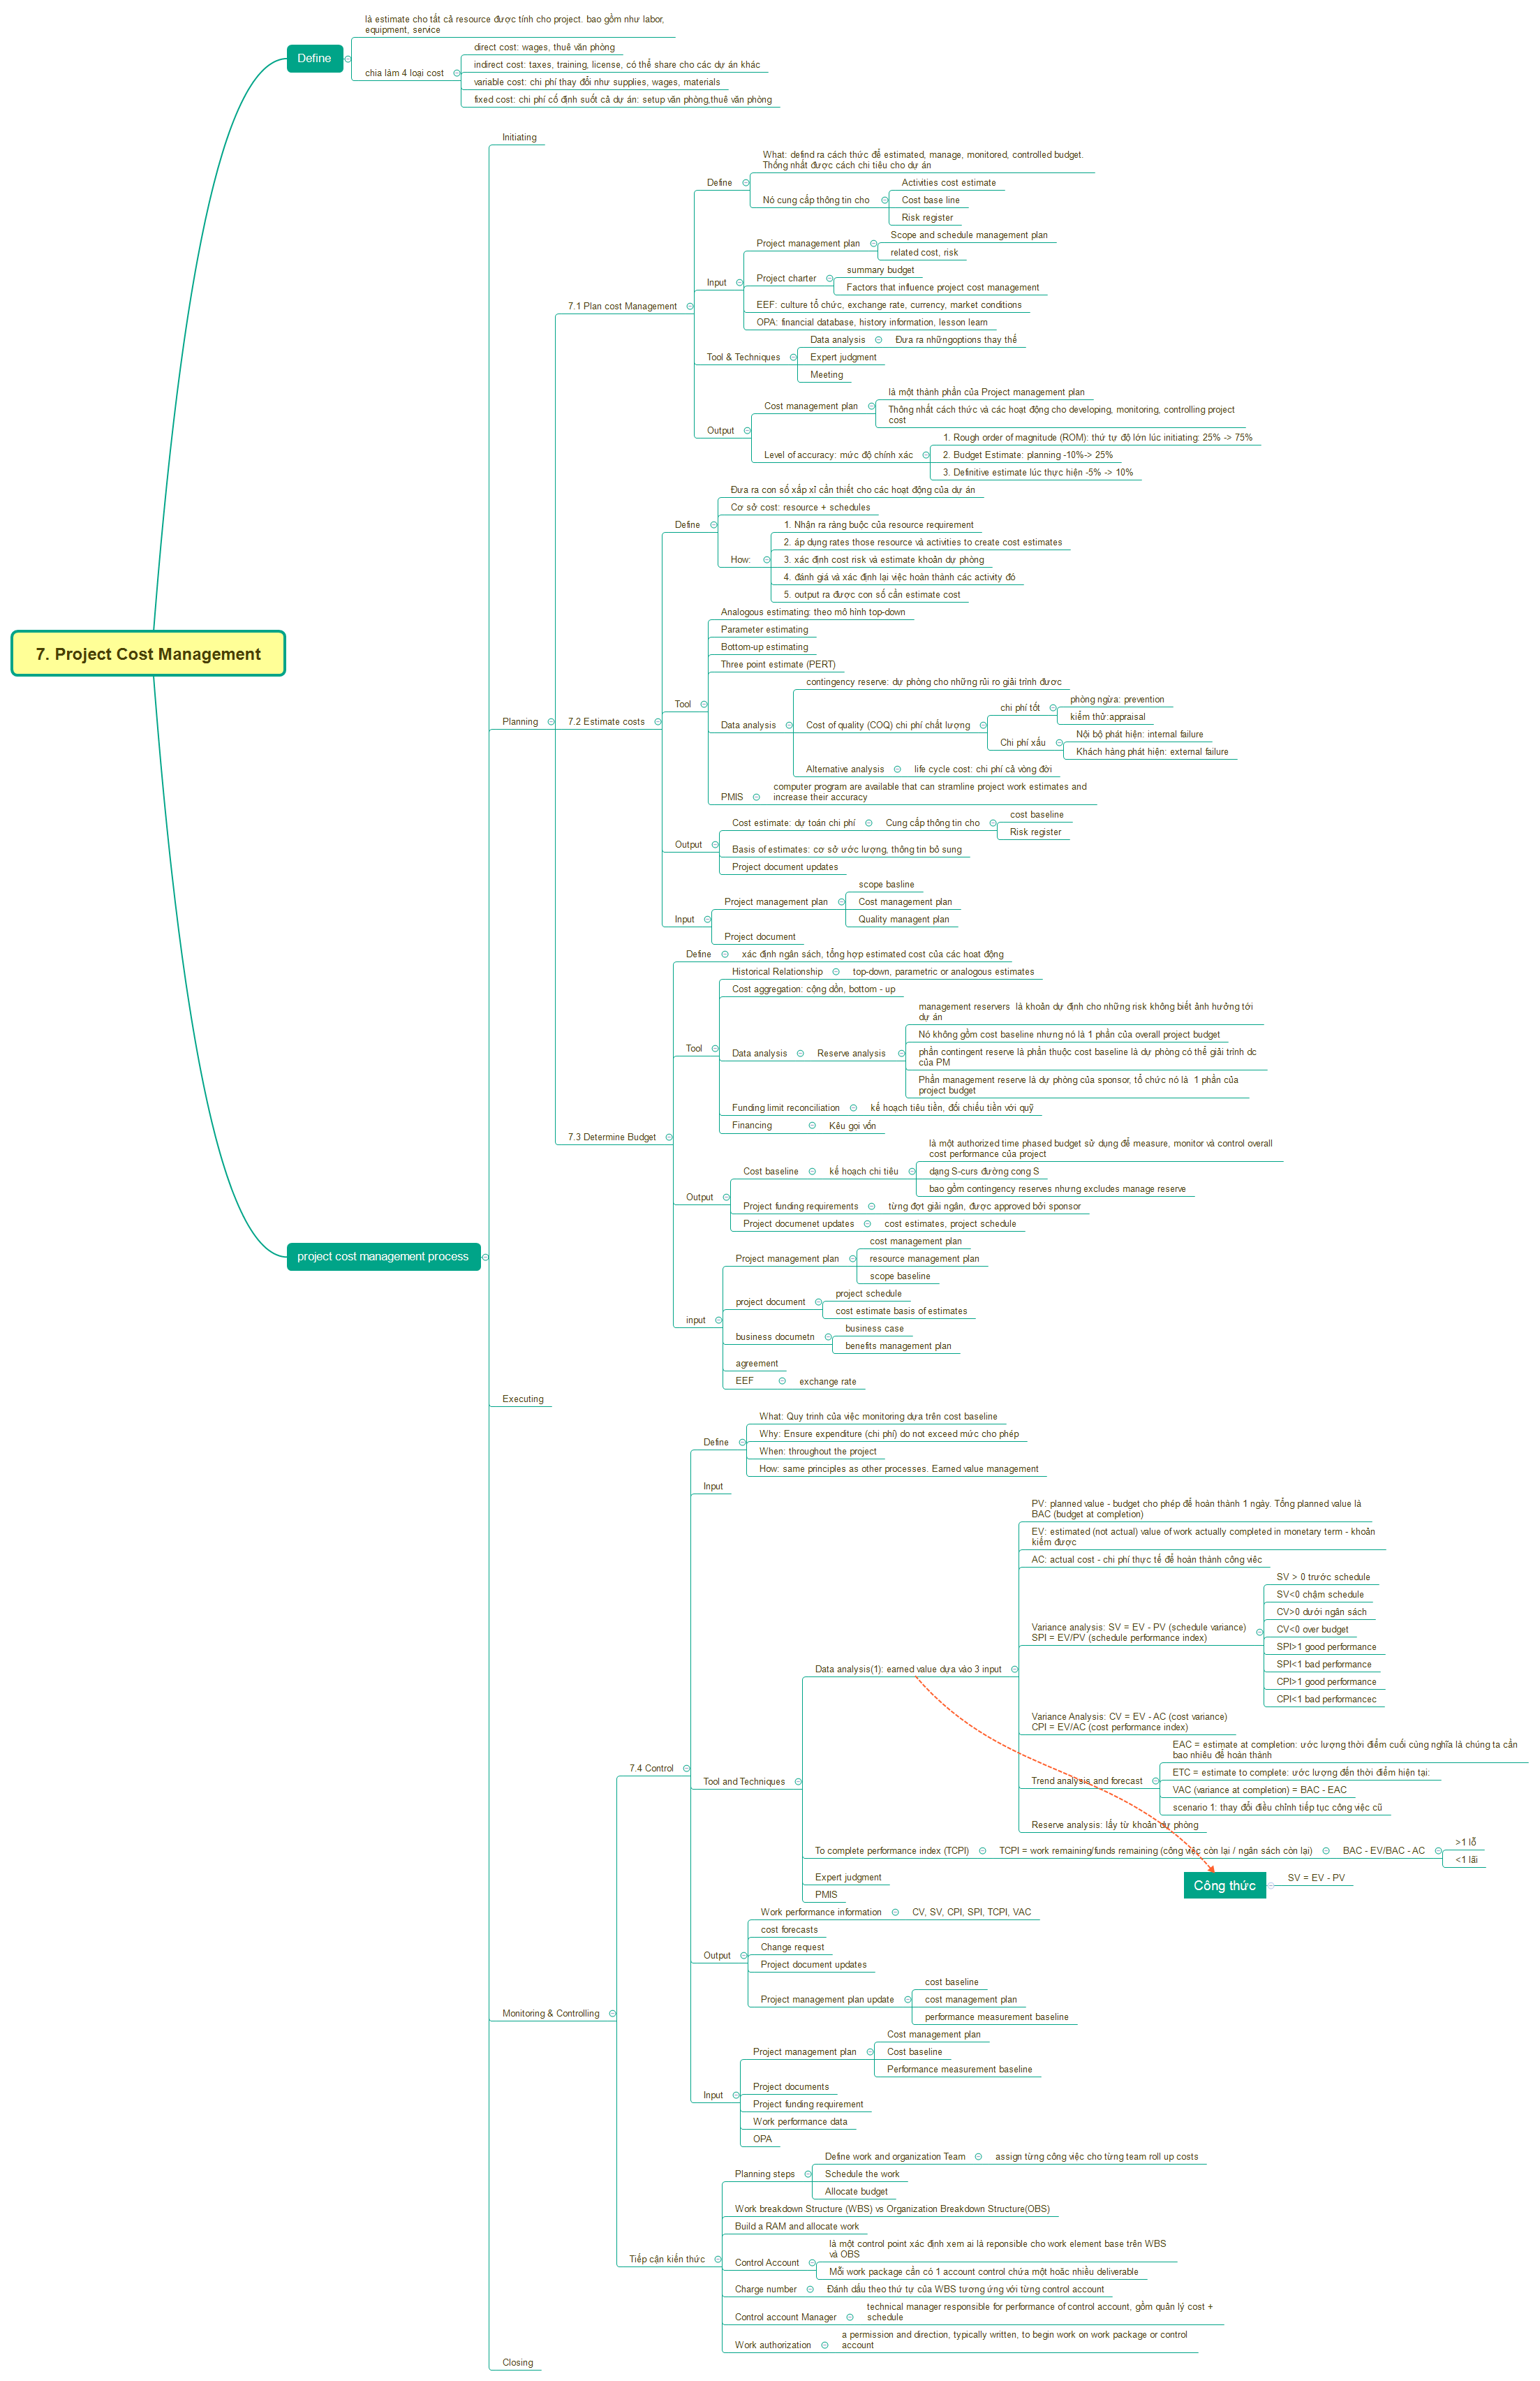 7. Project Cost Management
Define
là estimate cho tất cả resource được tính cho project. bao gồm như labor,
equipment, service
chia làm 4 loại cost
direct cost: wages, thuê văn phòng
indirect cost: taxes, training, license, có thể share cho các dự án khác
variable cost: chi phí thay đổi như supplies, wages, materials
fixed cost: chi phí cố định suốt cả dự án: setup văn phòng,thuê văn phòng
project cost management process
Initiating
Planning
7.1 Plan cost Management
Define
What: defind ra cách thức để estimated, manage, monitored, controlled budget.
Thống nhất được cách chi tiêu cho dự án
Nó cung cấp thông tin cho
Activities cost estimate
Cost base line
Risk register
Input
Project management plan
Scope and schedule management plan
related cost, risk
Project charter
summary budget
Factors that influence project cost management
EEF: culture tổ chức, exchange rate, currency, market conditions
OPA: financial database, history information, lesson learn
Tool & Techniques
Data analysis
Đưa ra nhữngoptions thay thế
Expert judgment
Meeting
Output
Cost management plan
là một thành phần của Project management plan
Thông nhất cách thức và các hoạt động cho developing, monitoring, controlling project
cost
Level of accuracy: mức độ chính xác
1. Rough order of magnitude (ROM): thứ tự độ lớn lúc initiating: 25% -> 75%
2. Budget Estimate: planning -10%-> 25%
3. Definitive estimate lúc thực hiện -5% -> 10%
7.2 Estimate costs
Define
Đưa ra con số xấp xỉ cần thiết cho các hoạt động của dự án
Cơ sở cost: resource + schedules
How:
1. Nhận ra ràng buộc của resource requirement
2. áp dụng rates those resource và activities to create cost estimates
3. xác định cost risk và estimate khoản dự phòng
4. đánh giá và xác định lại việc hoàn thành các activity đó
5. output ra được con số cần estimate cost
Tool
Analogous estimating: theo mô hình top-down
Parameter estimating
Bottom-up estimating
Three point estimate (PERT)
Data analysis
contingency reserve: dự phòng cho những rủi ro giải trình đươc
Cost of quality (COQ) chi phí chất lượng
chi phí tốt
phòng ngừa: prevention
kiểm thử:appraisal
Chi phí xấu
Nội bộ phát hiện: internal failure
Khách hàng phát hiện: external failure
Alternative analysis
life cycle cost: chi phí cả vòng đời
PMIS
computer program are available that can stramline project work estimates and
increase their accuracy
Output
Cost estimate: dự toán chi phí
Cung cấp thông tin cho
cost baseline
Risk register
Basis of estimates: cơ sở ước lượng, thông tin bổ sung
Project document updates
Input
Project management plan
scope basline
Cost management plan
Quality managent plan
Project document
7.3 Determine Budget
Define
xác định ngân sách, tổng hợp estimated cost của các hoat động
Tool
Historical Relationship
top-down, parametric or analogous estimates
Cost aggregation: cộng dồn, bottom - up
Data analysis
Reserve analysis
management reservers  là khoản dự định cho những risk không biết ảnh hưởng tới
dự án
Nó không gồm cost baseline nhưng nó là 1 phần của overall project budget
phần contingent reserve là phần thuộc cost baseline là dự phòng có thể giải trình dc
của PM
Phần management reserve là dự phòng của sponsor, tổ chức nó là  1 phần của
project budget
Funding limit reconciliation
kế hoạch tiêu tiền, đối chiếu tiền với quỹ
Financing
Kêu gọi vốn
Output
Cost baseline
kế hoạch chi tiêu
là một authorized time phased budget sử dụng để measure, monitor và control overall
cost performance của project
dạng S-curs đường cong S
bao gồm contingency reserves nhưng excludes manage reserve
Project funding requirements
từng đợt giải ngân, được approved bởi sponsor
Project documenet updates
cost estimates, project schedule
input
Project management plan
cost management plan
resource management plan
scope baseline
project document
project schedule
cost estimate basis of estimates
business documetn
business case
benefits management plan
agreement
EEF
exchange rate
Executing
Monitoring & Controlling
7.4 Control
Define
What: Quy trinh của việc monitoring dựa trên cost baseline
Why: Ensure expenditure (chi phí) do not exceed mức cho phép
When: throughout the project
How: same principles as other processes. Earned value management
Input
Tool and Techniques
Data analysis(1): earned value dựa vào 3 input
PV: planned value - budget cho phép để hoàn thành 1 ngày. Tổng planned value là
BAC (budget at completion)
EV: estimated (not actual) value of work actually completed in monetary term - khoản
kiếm được
AC: actual cost - chi phí thực tế để hoàn thành công viêc
Variance analysis: SV = EV - PV (schedule variance)
SPI = EV/PV (schedule performance index)
SV > 0 trước schedule
SV<0 chậm schedule
CV>0 dưới ngân sách
CV<0 over budget
SPI>1 good performance
SPI<1 bad performance
CPI>1 good performance
CPI<1 bad performancec
Variance Analysis: CV = EV - AC (cost variance)
CPI = EV/AC (cost performance index)
Trend analysis and forecast
EAC = estimate at completion: ước lượng thời điểm cuối cùng nghĩa là chúng ta cần
bao nhiêu để hoàn thành
ETC = estimate to complete: ước lượng đến thời điểm hiện tại:
VAC (variance at completion) = BAC - EAC
scenario 1: thay đổi điều chỉnh tiếp tục công việc cũ
Reserve analysis: lấy từ khoản dự phòng
To complete performance index (TCPI)
TCPI = work remaining/funds remaining (công việc còn lại / ngân sách còn lại)
BAC - EV/BAC - AC
>1 lỗ
<1 lãi
Expert judgment
PMIS
Công thức
SV = EV - PV
Output
Work performance information
CV, SV, CPI, SPI, TCPI, VAC
cost forecasts
Change request
Project document updates
Project management plan update
cost baseline
cost management plan
performance measurement baseline
Input
Project management plan
Cost management plan
Cost baseline
Performance measurement baseline
Project documents
Project funding requirement
Work performance data
OPA
Tiếp cận kiến thức
Planning steps
Define work and organization Team
assign từng công việc cho từng team roll up costs
Schedule the work
Allocate budget
Work breakdown Structure (WBS) vs Organization Breakdown Structure(OBS)
Build a RAM and allocate work
Control Account
là một control point xác định xem ai là reponsible cho work element base trên WBS
và OBS
Mỗi work package cần có 1 account control chứa một hoăc nhiều deliverable
Charge number
Đánh dấu theo thứ tự của WBS tương ứng với từng control account
Control account Manager
technical manager responsible for performance of control account, gồm quản lý cost +
schedule
Work authorization
a permission and direction, typically written, to begin work on work package or control
account
Closing